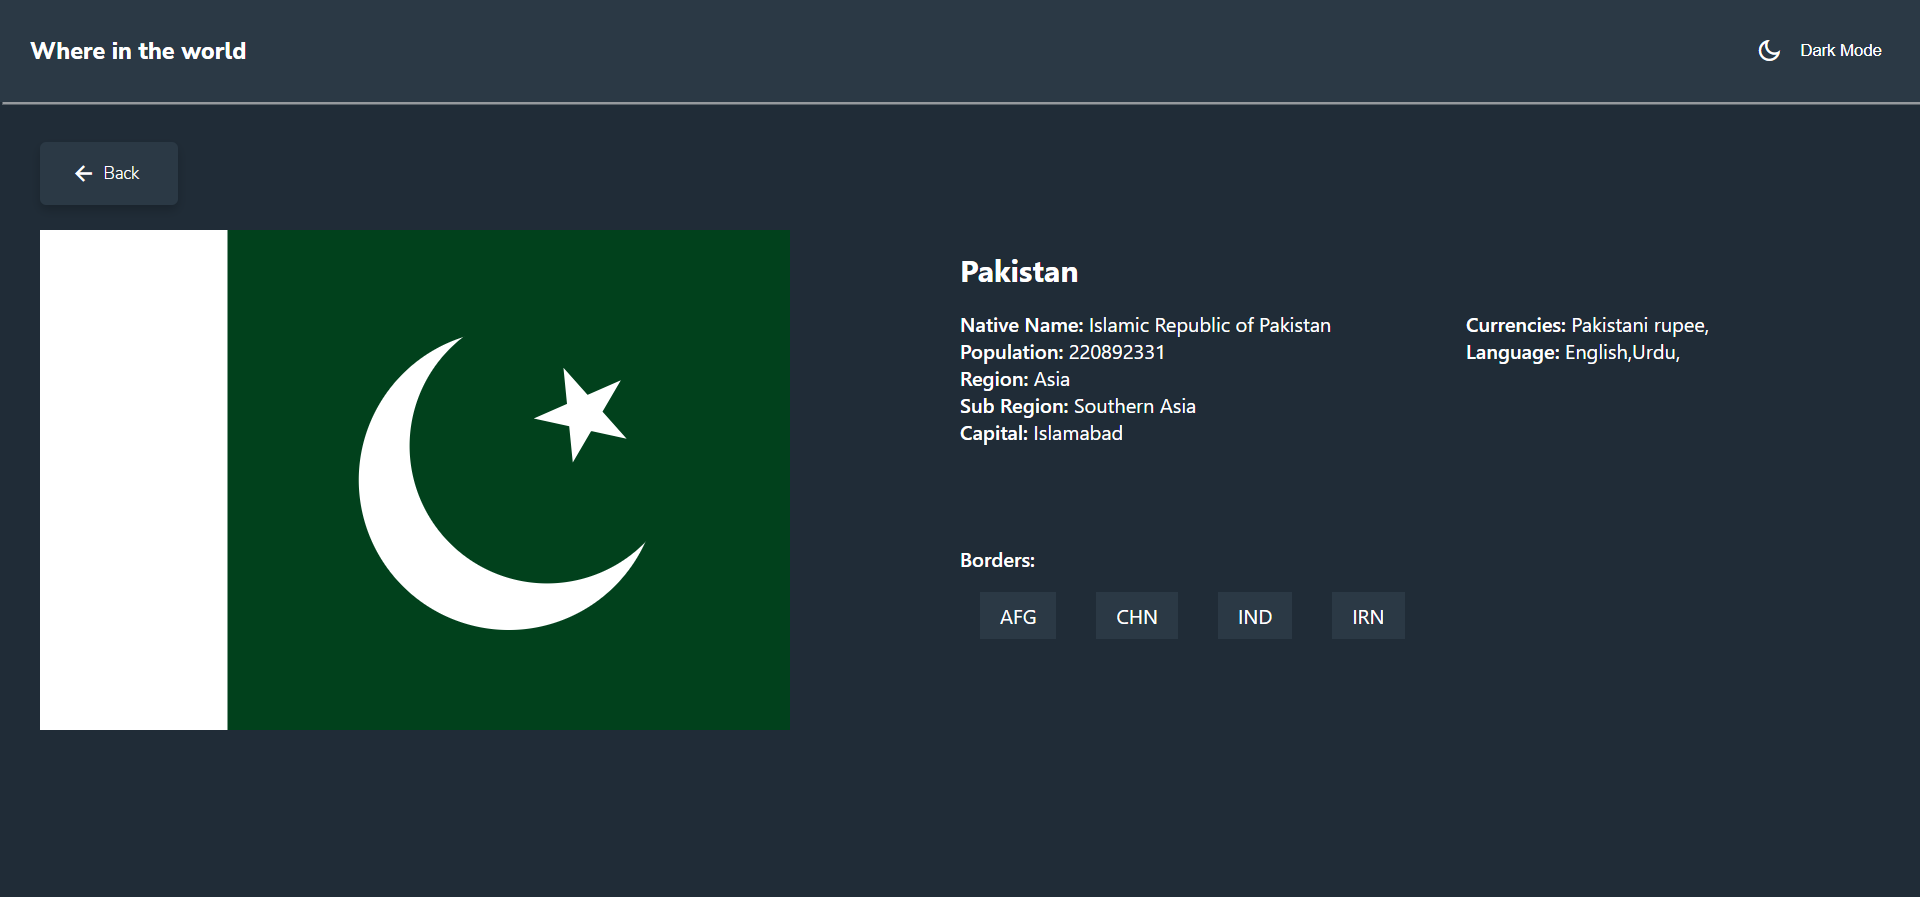 Where in the world
Dark Mode
Back
Pakistan
Native Name: Islamic Republic of Pakistan
Population: 220892331
Region: Asia
Sub Region: Southern Asia
Capital: Islamabad
Currencies: Pakistani rupee,
Language: English,Urdu,
Borders:
AFG CHN IND IRN